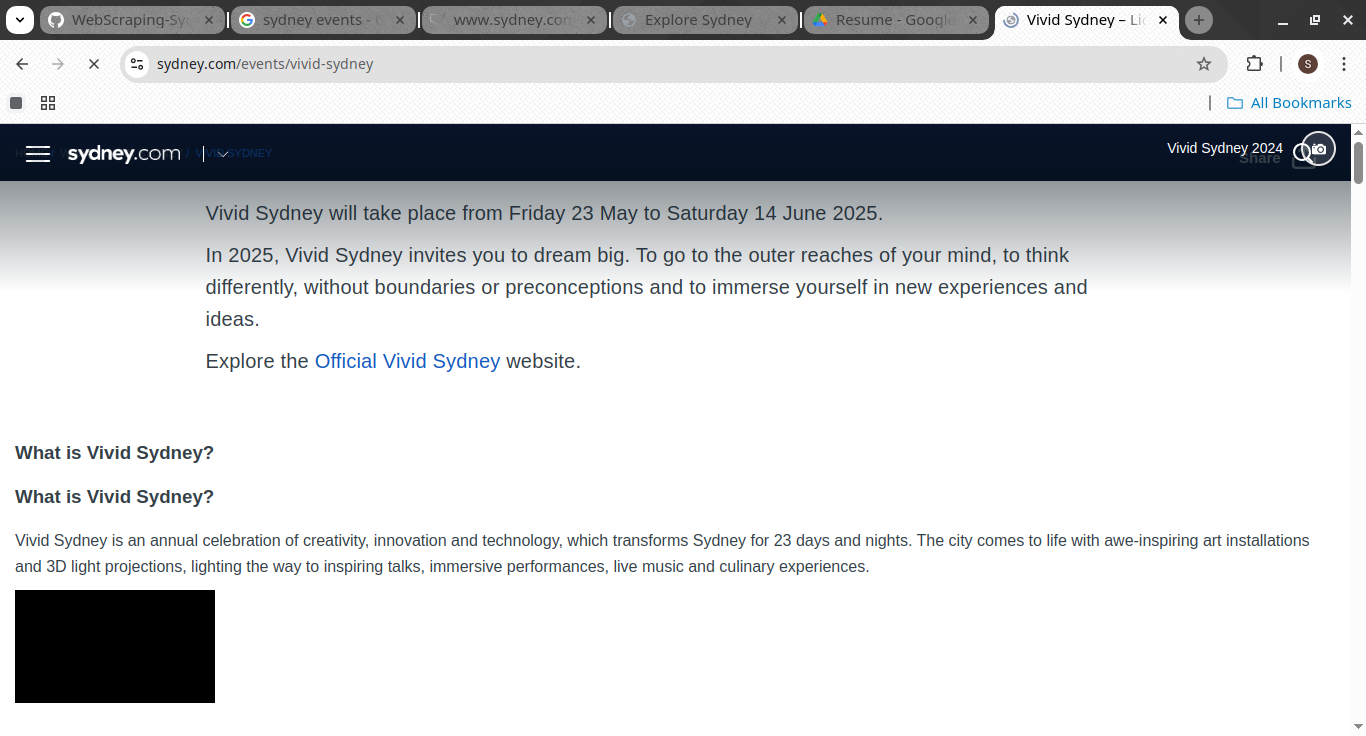 WebScraping-Sy
sydney events - G
www.sydney.com
Explore Sydney
Resume - Google
Vivid Sydney – Li
sydney.com/events/vivid-sydney
S
All Bookmarks
sydney.com
VIVID SYDNEY
Vivid Sydney 2024
Share
Vivid Sydney will take place from Friday 23 May to Saturday 14 June 2025.
In 2025, Vivid Sydney invites you to dream big. To go to the outer reaches of your mind, to think
differently, without boundaries or preconceptions and to immerse yourself in new experiences and
ideas.
Explore the Official Vivid Sydney website.
What is Vivid Sydney?
What is Vivid Sydney?
Vivid Sydney is an annual celebration of creativity, innovation and technology, which transforms Sydney for 23 days and nights. The city comes to life with awe-inspiring art installations
and 3D light projections, lighting the way to inspiring talks, immersive performances, live music and culinary experiences.